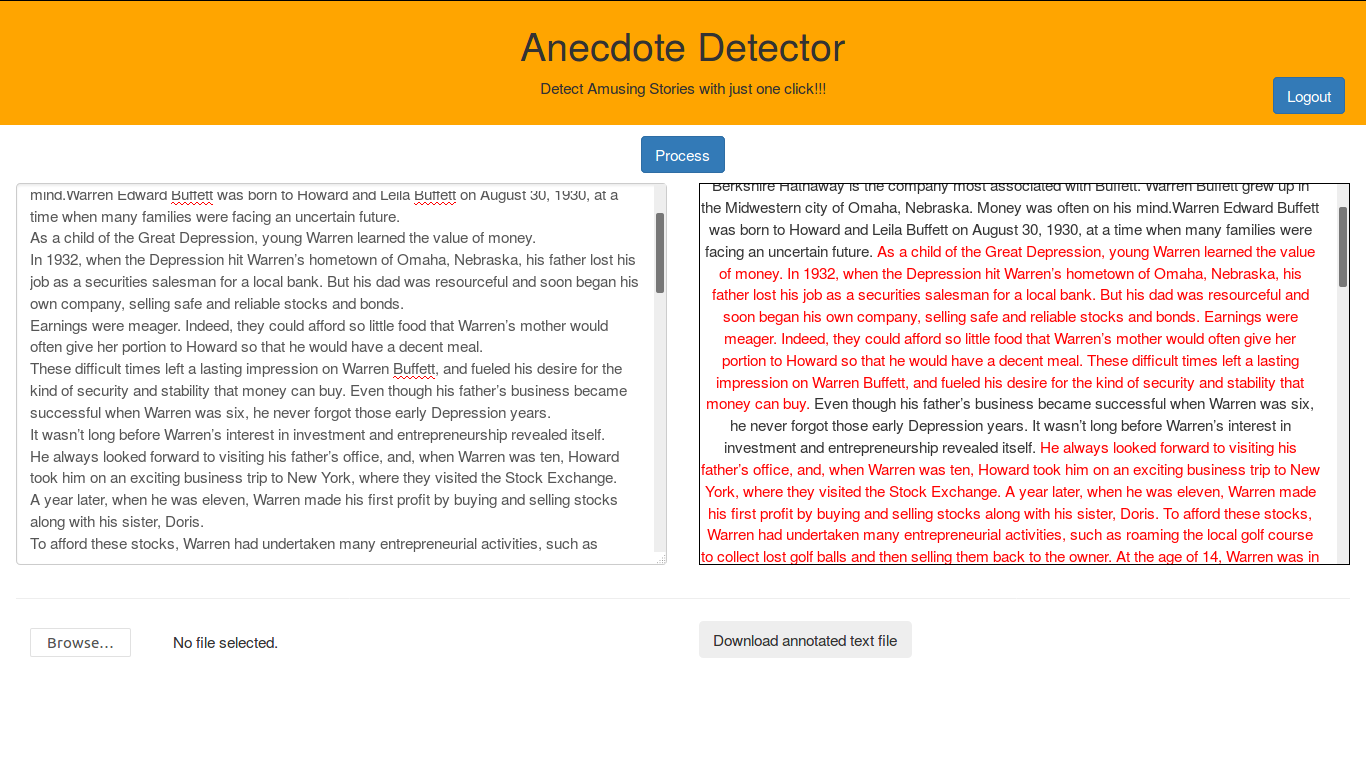 Anecdote Detector
Detect Amusing Stories with just one click!!!
Logout
Process
mind.Warren Edward Buffett was born to Howard and Leila Buffett on August 30, 1930, at a
time when many families were facing an uncertain future.
As a child of the Great Depression, young Warren learned the value of money.
In 1932, when the Depression hit Warren’s hometown of Omaha, Nebraska, his father lost his
job as a securities salesman for a local bank. But his dad was resourceful and soon began his
own company, selling safe and reliable stocks and bonds.
Earnings were meager. Indeed, they could afford so little food that Warren’s mother would
often give her portion to Howard so that he would have a decent meal.
These difficult times left a lasting impression on Warren Buffett, and fueled his desire for the
kind of security and stability that money can buy. Even though his father’s business became
successful when Warren was six, he never forgot those early Depression years.
It wasn’t long before Warren’s interest in investment and entrepreneurship revealed itself.
He always looked forward to visiting his father’s office, and, when Warren was ten, Howard
took him on an exciting business trip to New York, where they visited the Stock Exchange.
A year later, when he was eleven, Warren made his first profit by buying and selling stocks
along with his sister, Doris.
To afford these stocks, Warren had undertaken many entrepreneurial activities, such as
Berkshire Hathaway is the company most associated with Buffett. Warren Buffett grew up in
the Midwestern city of Omaha, Nebraska. Money was often on his mind.Warren Edward Buffett
was born to Howard and Leila Buffett on August 30, 1930, at a time when many families were
facing an uncertain future. As a child of the Great Depression, young Warren learned the value
of money. In 1932, when the Depression hit Warren’s hometown of Omaha, Nebraska, his
father lost his job as a securities salesman for a local bank. But his dad was resourceful and
soon began his own company, selling safe and reliable stocks and bonds. Earnings were
meager. Indeed, they could afford so little food that Warren’s mother would often give her
portion to Howard so that he would have a decent meal. These difficult times left a lasting
impression on Warren Buffett, and fueled his desire for the kind of security and stability that
money can buy. Even though his father’s business became successful when Warren was six,
he never forgot those early Depression years. It wasn’t long before Warren’s interest in
investment and entrepreneurship revealed itself. He always looked forward to visiting his
father’s office, and, when Warren was ten, Howard took him on an exciting business trip to New
York, where they visited the Stock Exchange. A year later, when he was eleven, Warren made
his first profit by buying and selling stocks along with his sister, Doris. To afford these stocks,
Warren had undertaken many entrepreneurial activities, such as roaming the local golf course
to collect lost golf balls and then selling them back to the owner. At the age of 14, Warren was in
Browse...
No file selected.
Download annotated text file